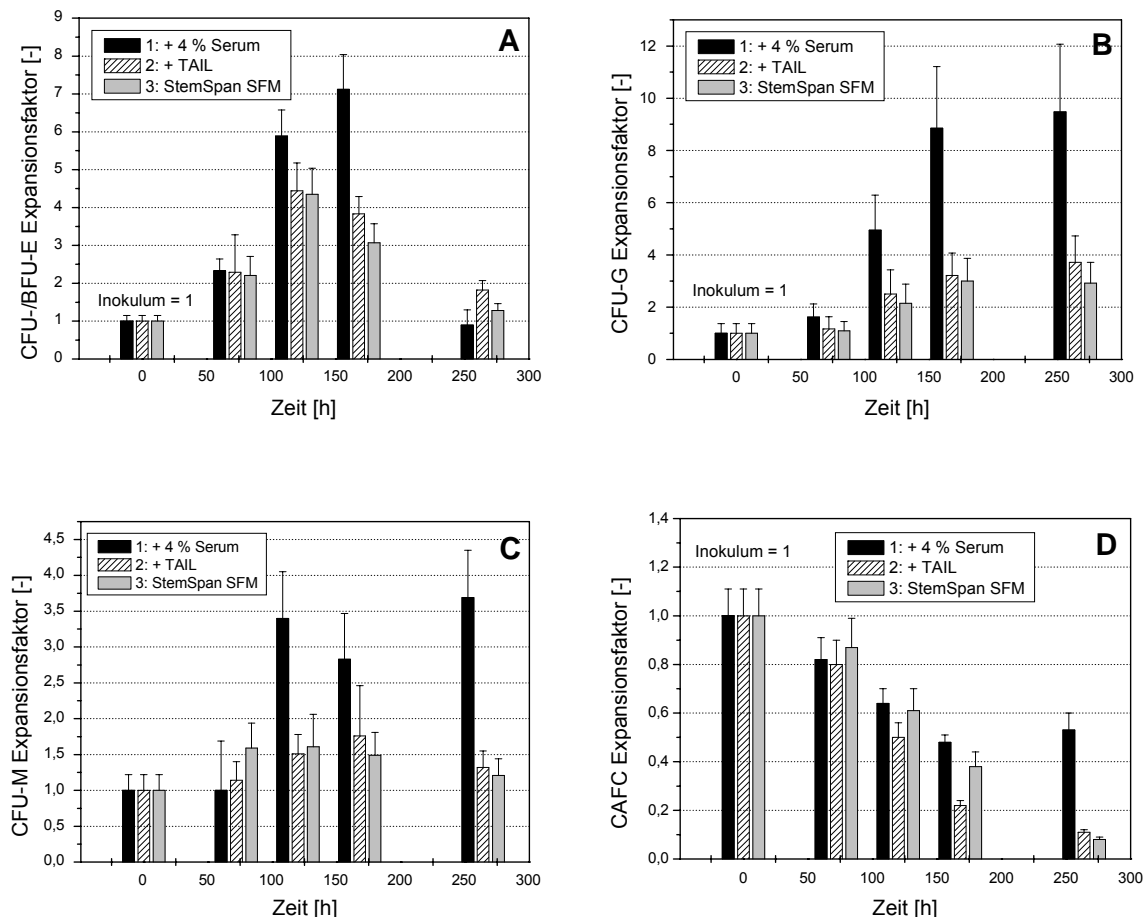 A
1: + 4 % Serum
2: + TAIL
3: StemSpan SFM
Inokulum = 1
CFU-/BFU-E Expansionsfaktor [-]
9
8
7
6
5
4
3
2
1
0
0 50 100 150 200 250 300
Zeit [h]
B
1: + 4 % Serum
2: + TAIL
3: StemSpan SFM
Inokulum = 1
CFU-G Expansionsfaktor [-]
12
10
8
6
4
2
0
0 50 100 150 200 250 300
Zeit [h]
C
1: + 4 % Serum
2: + TAIL
3: StemSpan SFM
CFU-M Expansionsfaktor [-]
4,5
4,0
3,5
3,0
2,5
2,0
1,5
1,0
0,5
0,0
0 50 100 150 200 250 300
Zeit [h]
D
Inokulum = 1
1: + 4 % Serum
2: + TAIL
3: StemSpan SFM
CAFC Expansionsfaktor [-]
1,4
1,2
1,0
0,8
0,6
0,4
0,2
0,0
0 50 100 150 200 250 300
Zeit [h]